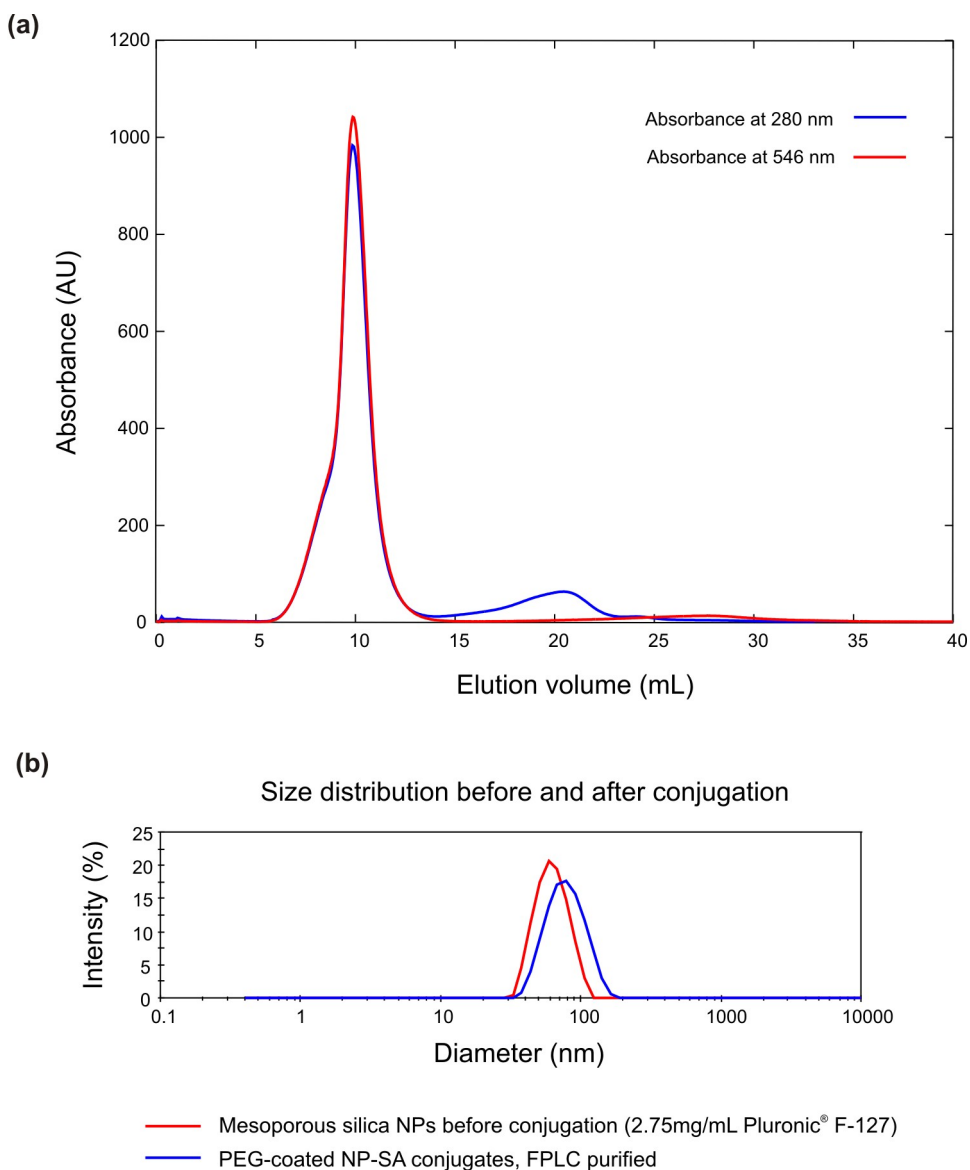 (a)
1200
1000
800
600
400
200
0
Absorbance (AU)
Absorbance at 280 nm
Absorbance at 546 nm
0 5 10 15 20 25 30 35 40
Elution volume (mL)
(b)
Size distribution before and after conjugation
25
20
15
10
5
0
Intensity (%)
0.1 1 10 100 1000 10000
Diameter (nm)
Mesoporous silica NPs before conjugation (2.75mg/mL Pluronic® F-127)
PEG-coated NP-SA conjugates, FPLC purified